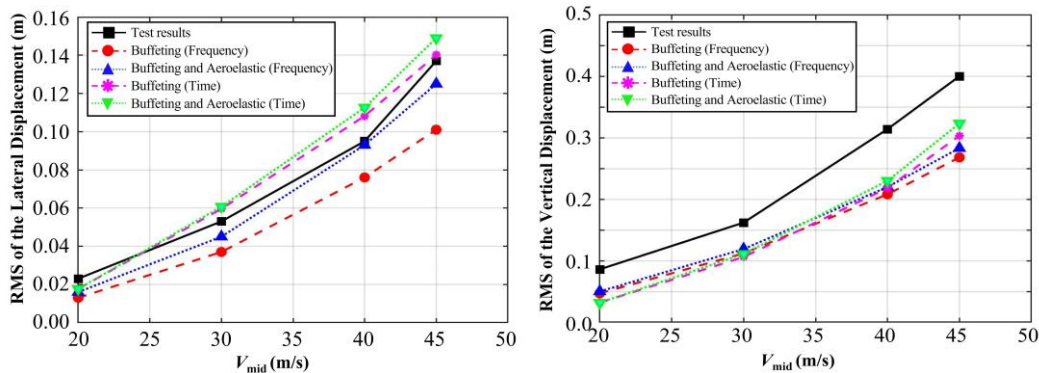 RMS of the Lateral Displacement (m)
0.16
0.14
0.12
0.10
0.08
0.06
0.04
0.02
0.00
Test results
Buffeting (Frequency)
Buffeting and Aeroelastic (Frequency)
Buffeting (Time)
Buffeting and Aeroelastic (Time)
20 25 30 35 40 45 50
Vmid (m/s)
RMS of the Vertical Displacement (m)
0.5
0.4
0.3
0.2
0.1
0.0
Test results
Buffeting (Frequency)
Buffeting and Aeroelastic (Frequency)
Buffeting (Time)
Buffeting and Aeroelastic (Time)
20 25 30 35 40 45 50
Vmid (m/s)